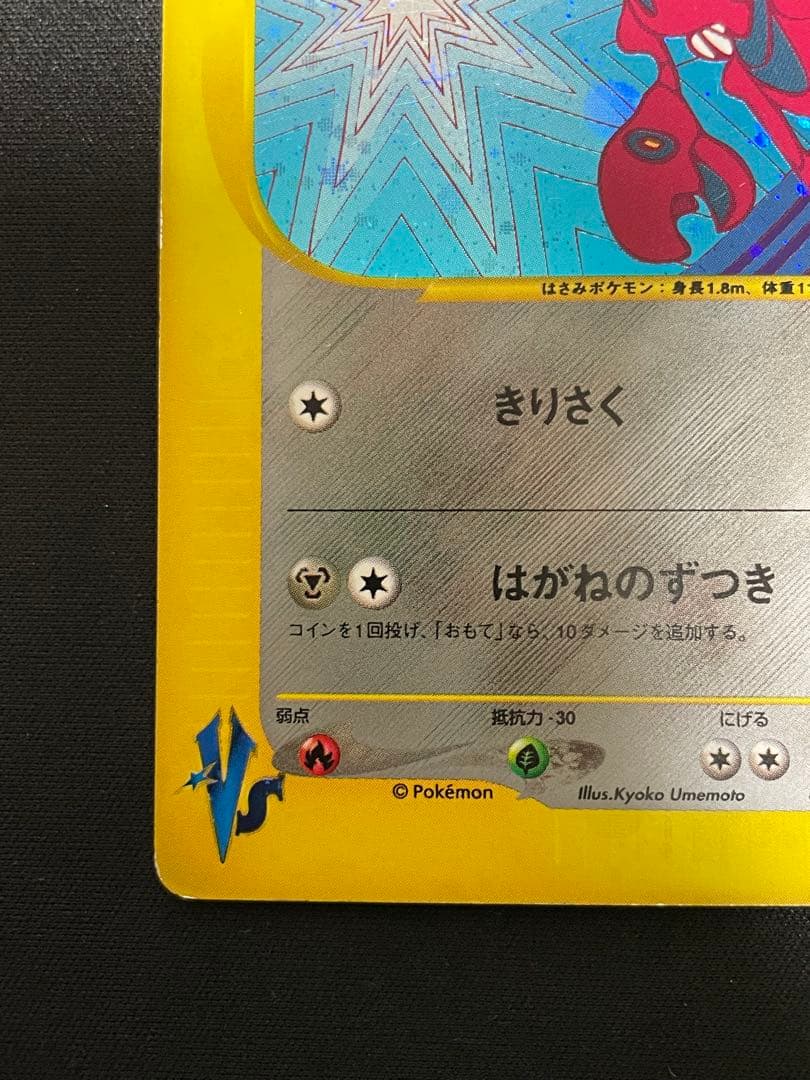 はさみポケモン：身長1.8m、体重1
きりさく
はがねのずつき
コインを1回投げ、「おもて」なら、10ダメージを追加する。
弱点 抵抗力 -30 にげる
© Pokémon Illus.Kyoko Umemoto
VS